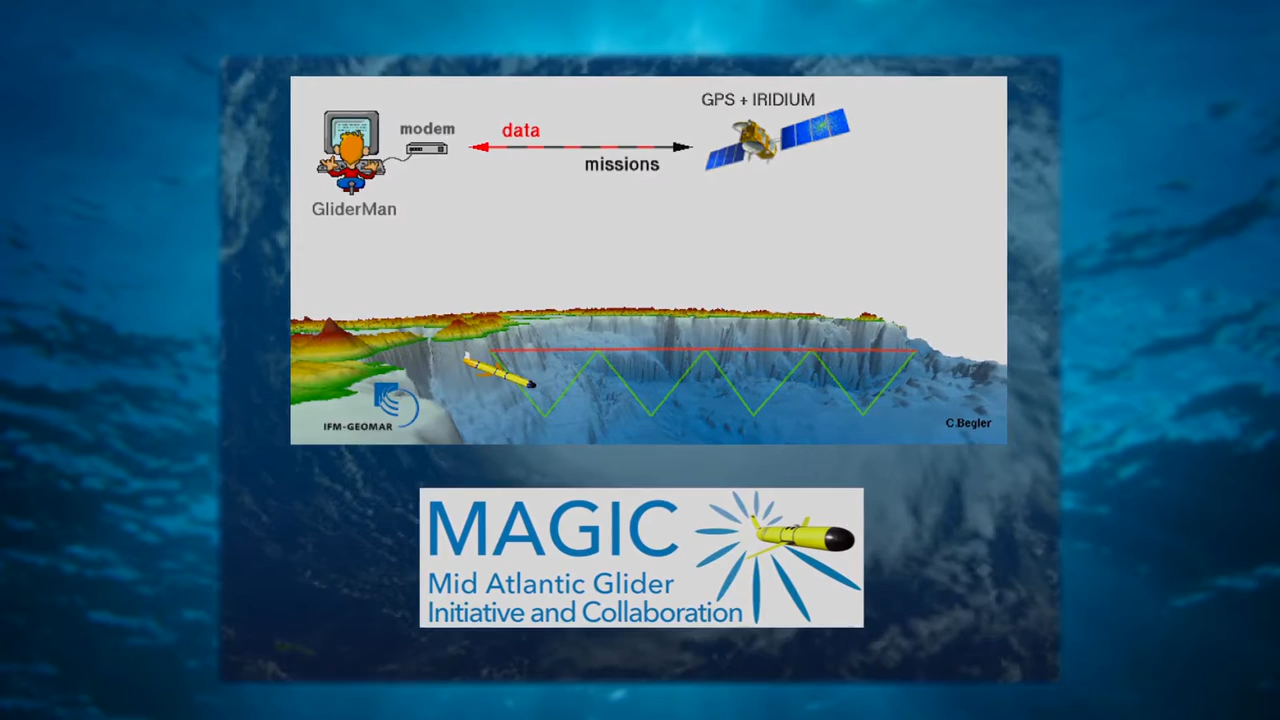 GPS + IRIDIUM
modem
data
missions
GliderMan
IFM-GEOMAR
C.Begler
MAGIC
Mid Atlantic Glider
Initiative and Collaboration